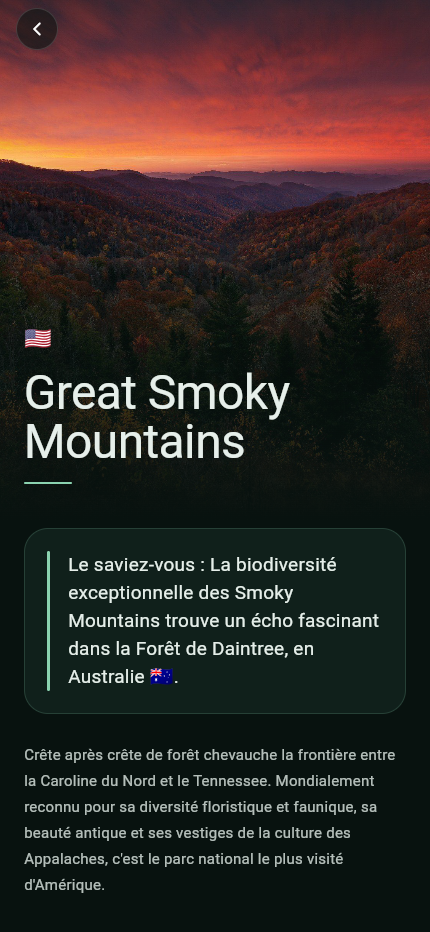 🇺🇸
Great Smoky
Mountains
Le saviez-vous : La biodiversité
exceptionnelle des Smoky
Mountains trouve un écho fascinant
dans la Forêt de Daintree, en
Australie 🇦🇺.
Crête après crête de forêt chevauche la frontière entre
la Caroline du Nord et le Tennessee. Mondialement
reconnu pour sa diversité floristique et faunique, sa
beauté antique et ses vestiges de la culture des
Appalaches, c'est le parc national le plus visité
d'Amérique.